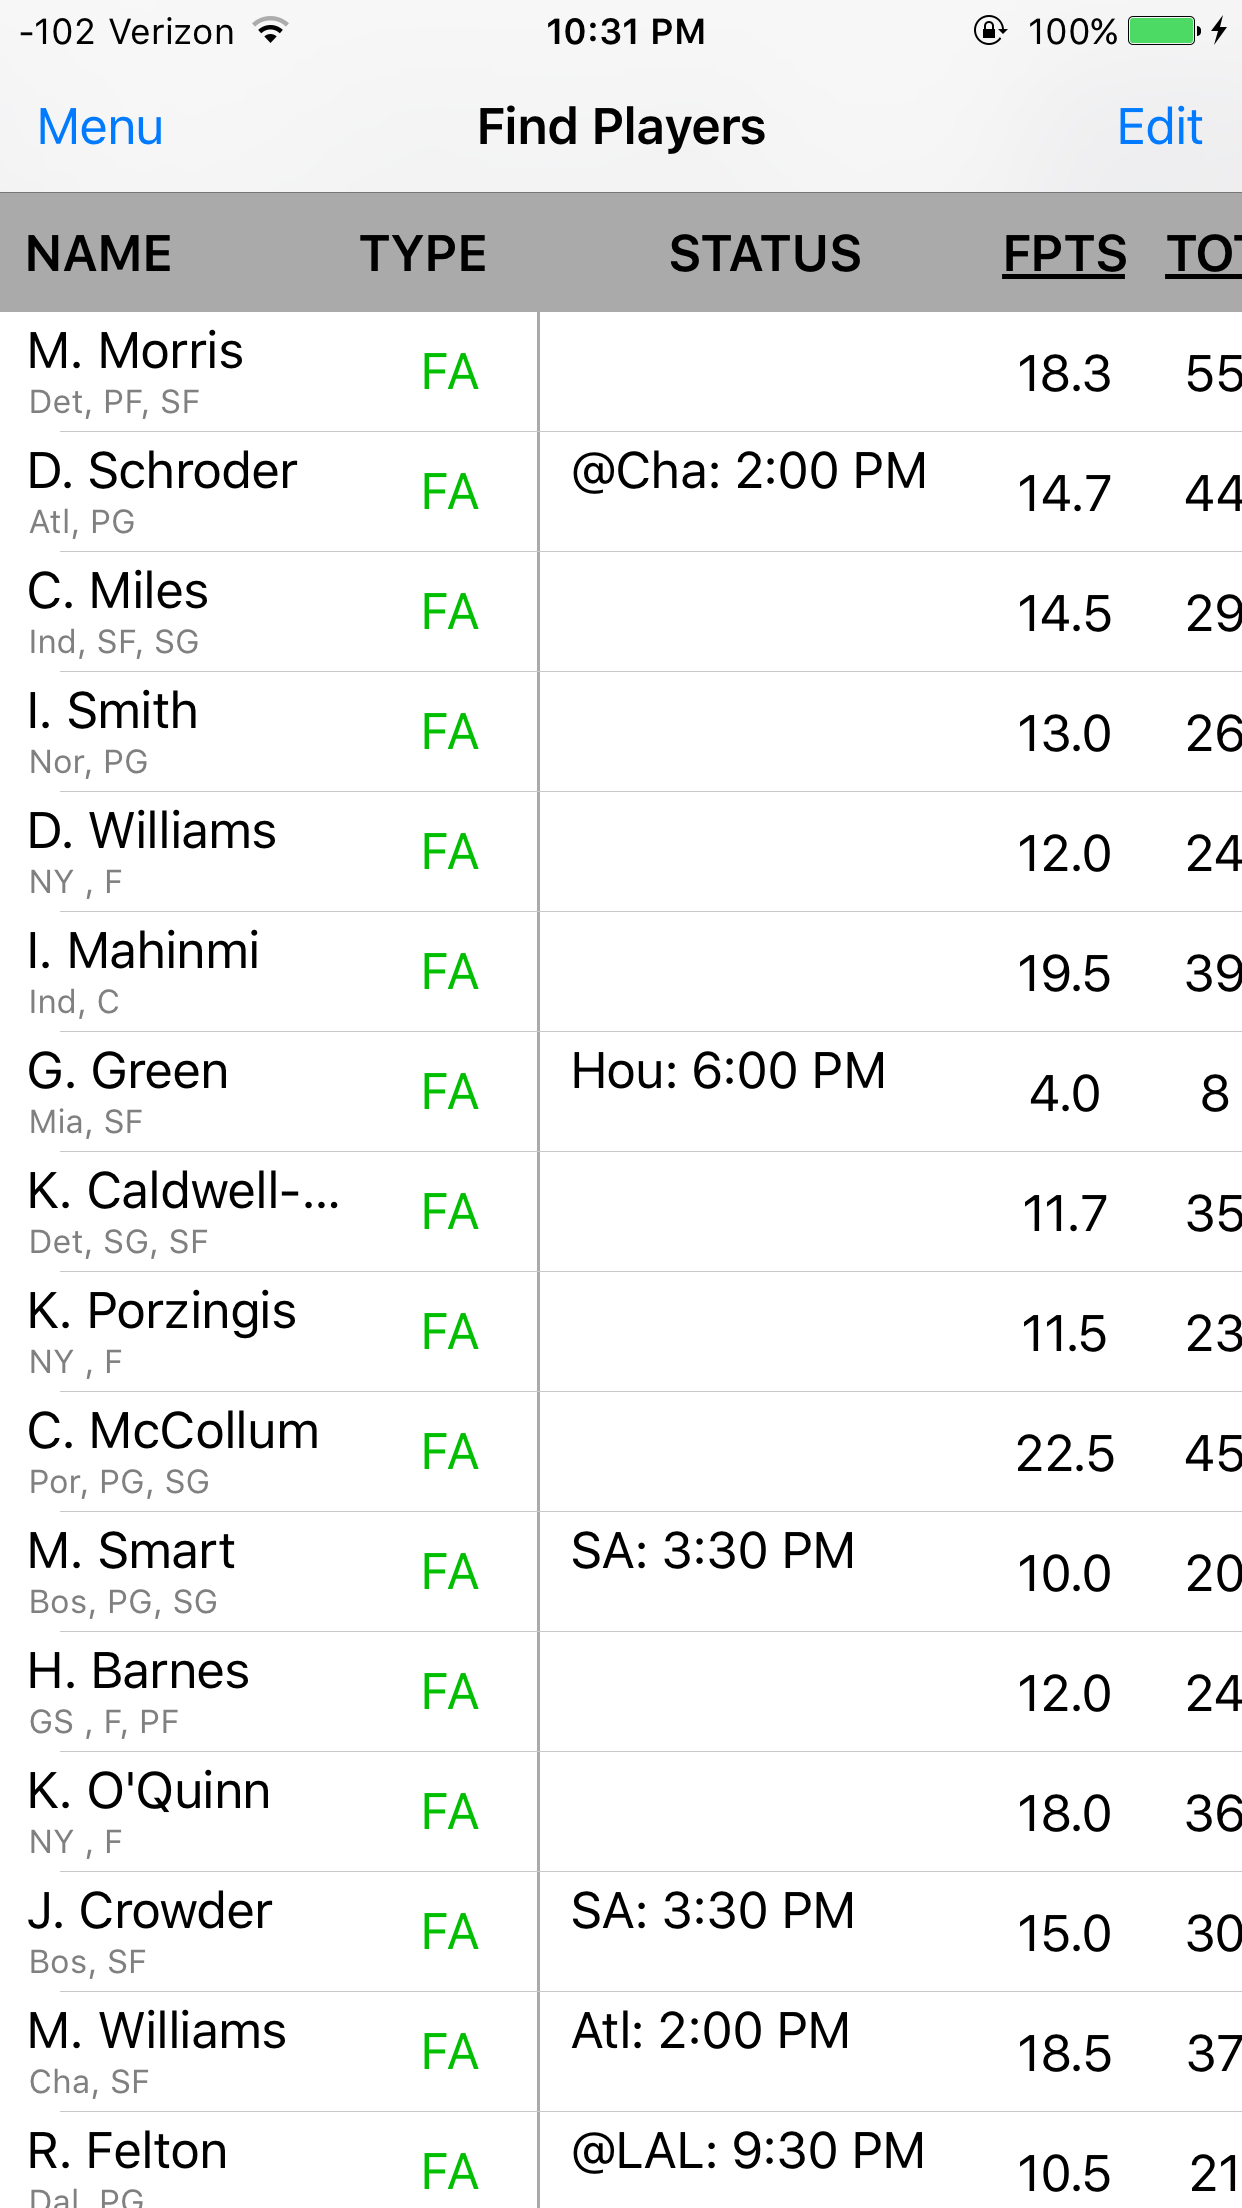 -102 Verizon 10:31 PM 100%
Menu Find Players Edit
NAME TYPE STATUS FPTS TOT
M. Morris FA 18.3 55
Det, PF, SF
D. Schroder FA @Cha: 2:00 PM 14.7 44
Atl, PG
C. Miles FA 14.5 29
Ind, SF, SG
I. Smith FA 13.0 26
Nor, PG
D. Williams FA 12.0 24
NY , F
I. Mahinmi FA 19.5 39
Ind, C
G. Green FA Hou: 6:00 PM 4.0 8
Mia, SF
K. Caldwell-... FA 11.7 35
Det, SG, SF
K. Porzingis FA 11.5 23
NY , F
C. McCollum FA 22.5 45
Por, PG, SG
M. Smart FA SA: 3:30 PM 10.0 20
Bos, PG, SG
H. Barnes FA 12.0 24
GS , F, PF
K. O'Quinn FA 18.0 36
NY , F
J. Crowder FA SA: 3:30 PM 15.0 30
Bos, SF
M. Williams FA Atl: 2:00 PM 18.5 37
Cha, SF
R. Felton FA @LAL: 9:30 PM 10.5 21
Dal, PG